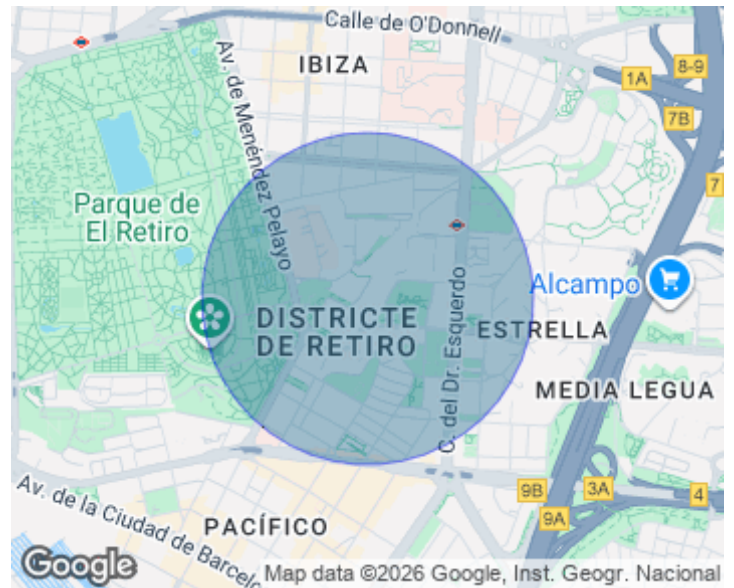 Calle de O'Donnell
IBIZA
8-9
1A
7B
Av. de Menéndez Pelayo
7
Parque de
El Retiro
Alcampo
DISTRICTE
DE RETIRO
C. del Dr. Esquerdo
ESTRELLA
MEDIA LEGUA
9B
3A
4
9A
Av. de la Ciudad de Barcelo
PACÍFICO
Google
Map data ©2026 Google, Inst. Geogr. Nacional